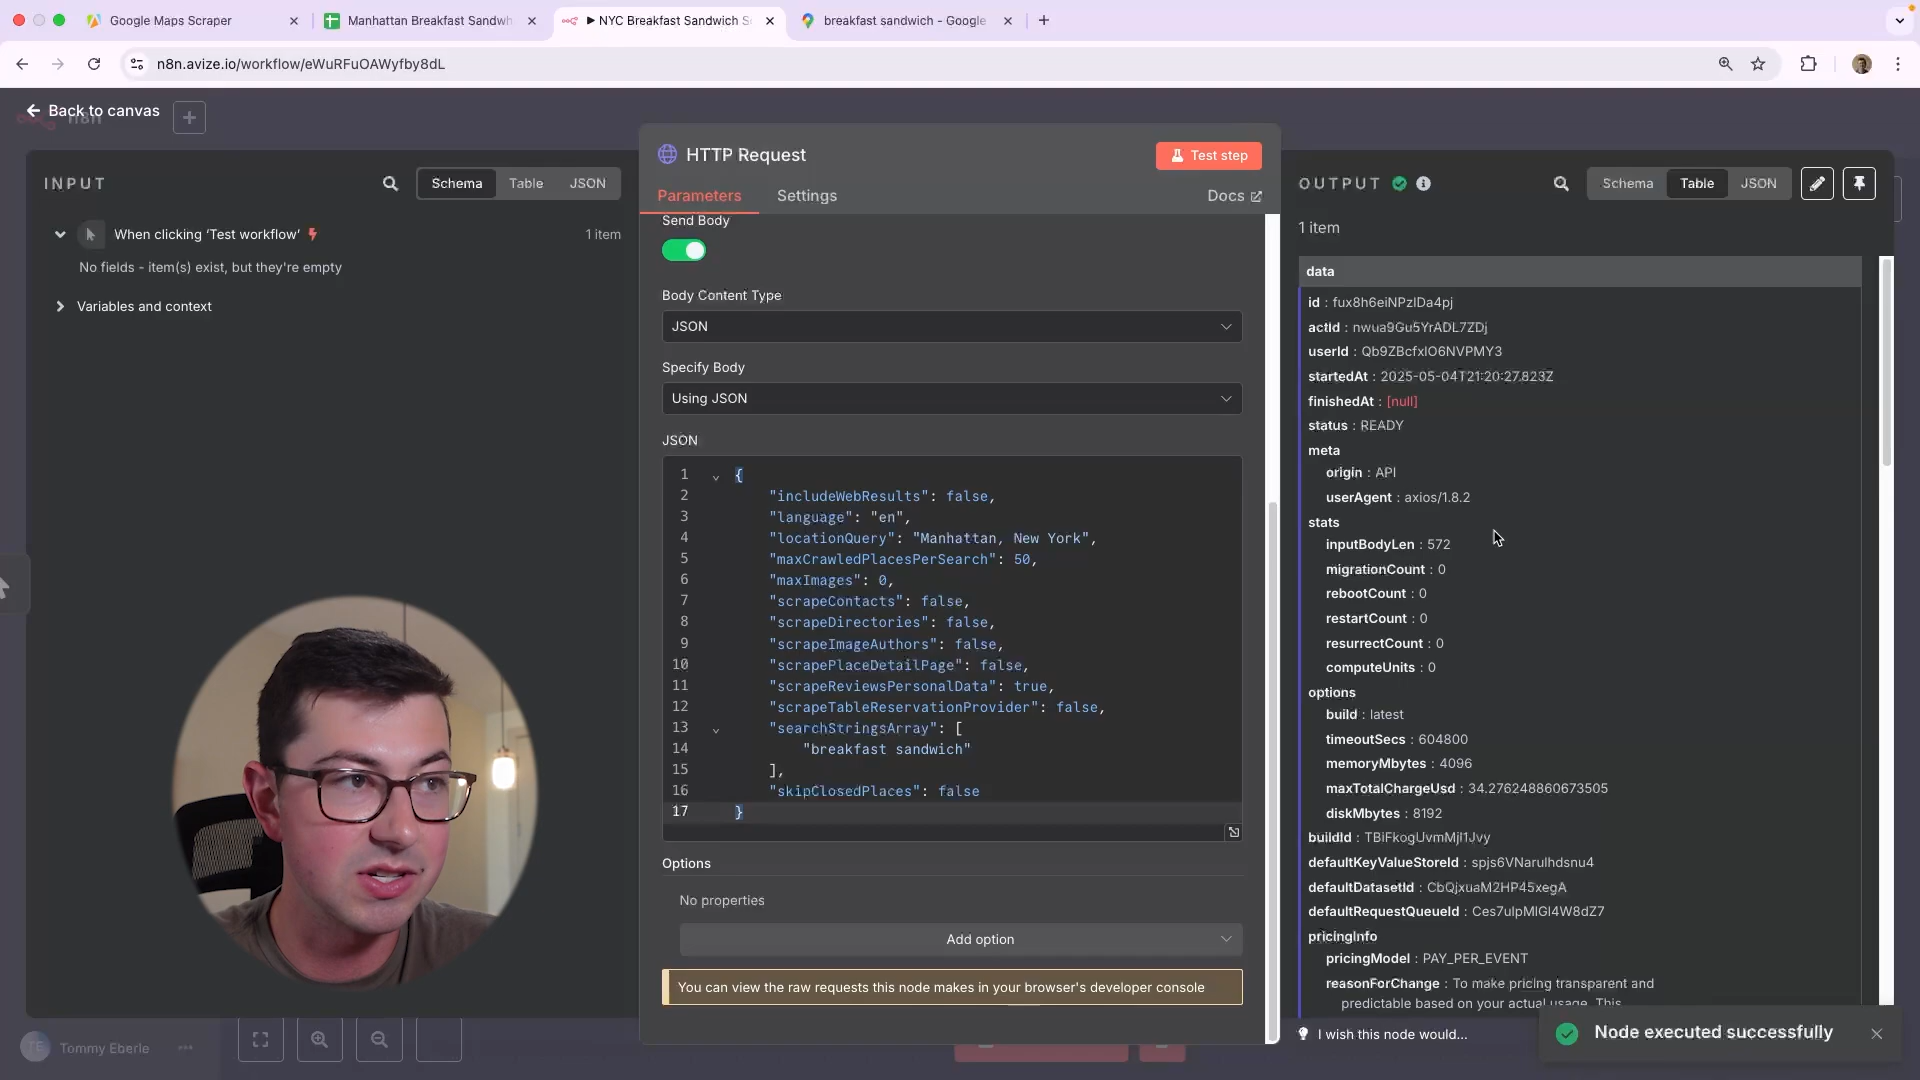 Google Maps Scraper
Manhattan Breakfast Sandwh
▶ NYC Breakfast Sandwich S
breakfast sandwich - Google
n8n.avize.io/workflow/eWuRFuOAWyfby8dL
Back to canvas
n8n
INPUT
Schema
Table
JSON
When clicking ‘Test workflow’
1 item
No fields - item(s) exist, but they're empty
Variables and context
HTTP Request
Test step
Parameters
Settings
Docs
Send Body
Body Content Type
JSON
Specify Body
Using JSON
JSON
1 {
2 "includeWebResults": false,
3 "language": "en",
4 "locationQuery": "Manhattan, New York",
5 "maxCrawledPlacesPerSearch": 50,
6 "maxImages": 0,
7 "scrapeContacts": false,
8 "scrapeDirectories": false,
9 "scrapeImageAuthors": false,
10 "scrapePlaceDetailPage": false,
11 "scrapeReviewsPersonalData": true,
12 "scrapeTableReservationProvider": false,
13 "searchStringsArray": [
14 "breakfast sandwich"
15 ],
16 "skipClosedPlaces": false
17 }
Options
No properties
Add option
You can view the raw requests this node makes in your browser's developer console
OUTPUT
Schema
Table
JSON
1 item
data
id : fux8h6eiNPzIDa4pj
actId : nwua9Gu5YrADL7ZDj
userId : Qb9ZBcfxIO6NVPMY3
startedAt : 2025-05-04T21:20:27.823Z
finishedAt : [null]
status : READY
meta
origin : API
userAgent : axios/1.8.2
stats
inputBodyLen : 572
migrationCount : 0
rebootCount : 0
restartCount : 0
resurrectCount : 0
computeUnits : 0
options
build : latest
timeoutSecs : 604800
memoryMbytes : 4096
maxTotalChargeUsd : 34.276248860673505
diskMbytes : 8192
buildId : TBiFkogUvmMjl1Jvy
defaultKeyValueStoreId : spjs6VNarulhdsnu4
defaultDatasetId : CbQjxuaM2HP45xegA
defaultRequestQueueId : Ces7uIpMIGI4W8dZ7
pricingInfo
pricingModel : PAY_PER_EVENT
reasonForChange : To make pricing transparent and
predictable based on your actual usage. This
I wish this node would...
Node executed successfully
TE
Tommy Eberle